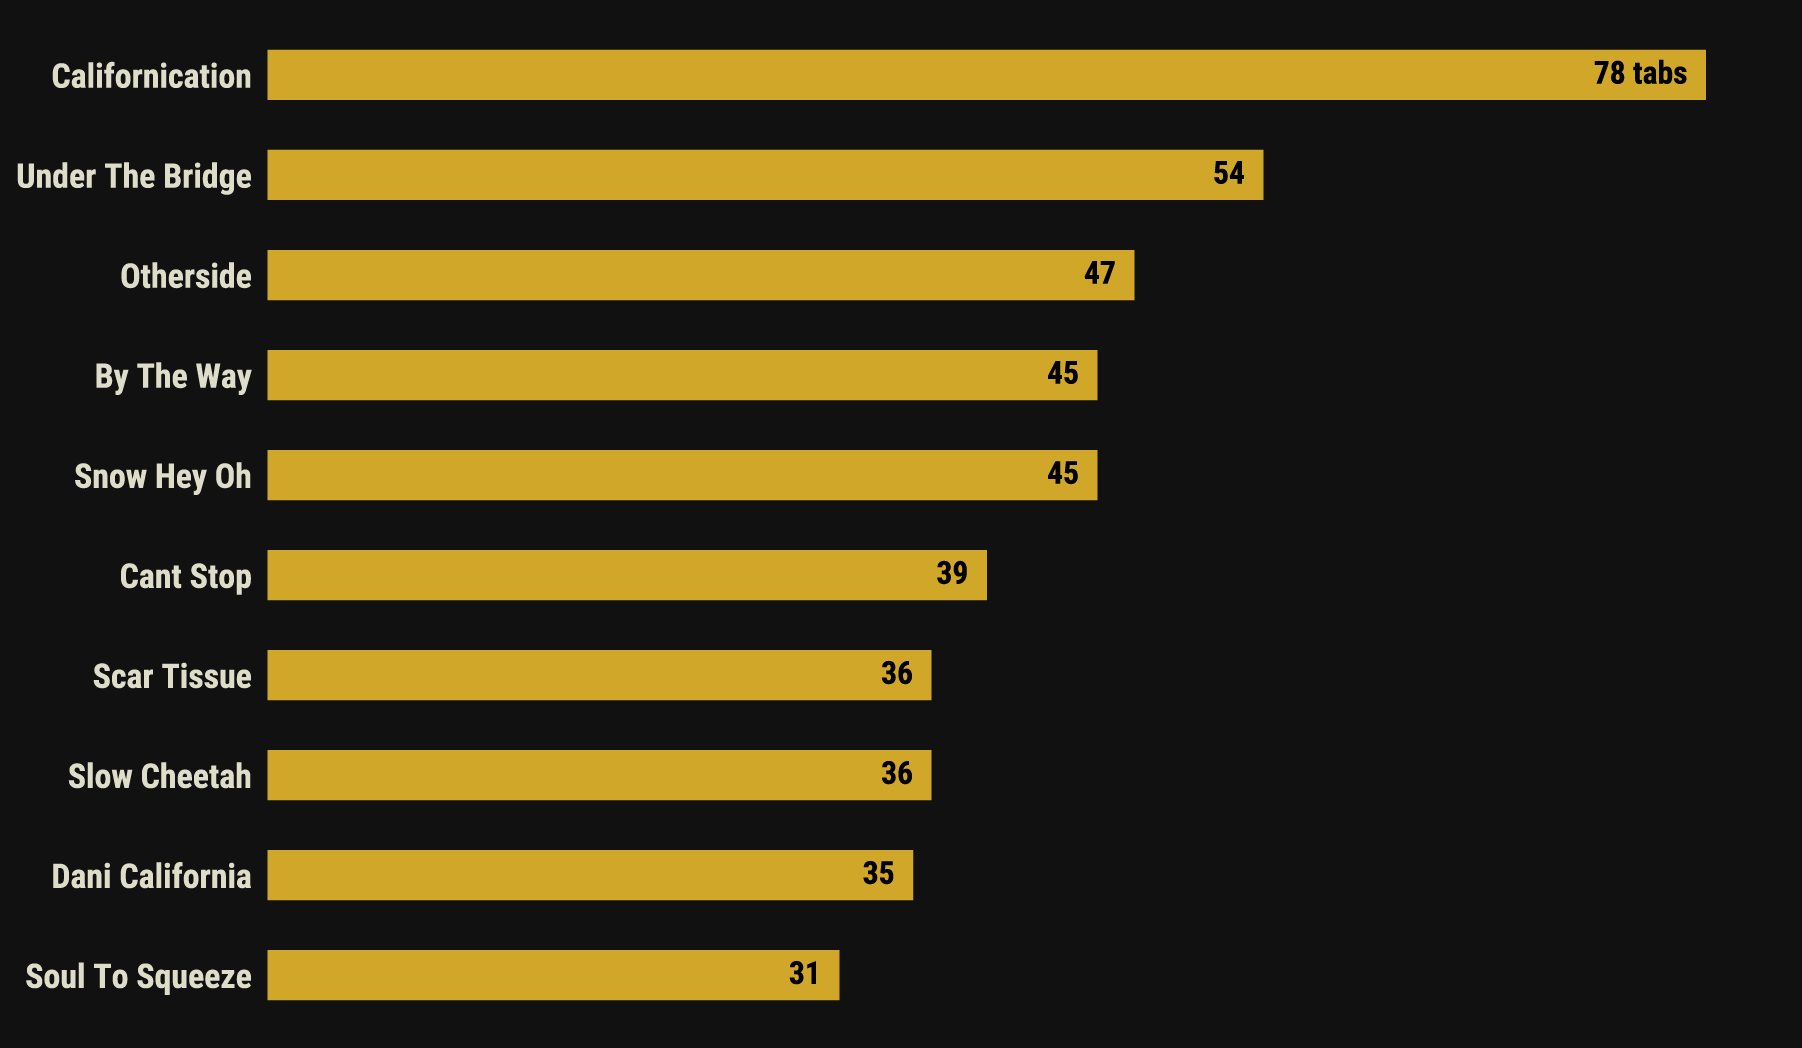 Californication 78 tabs
Under The Bridge 54
Otherside 47
By The Way 45
Snow Hey Oh 45
Cant Stop 39
Scar Tissue 36
Slow Cheetah 36
Dani California 35
Soul To Squeeze 31